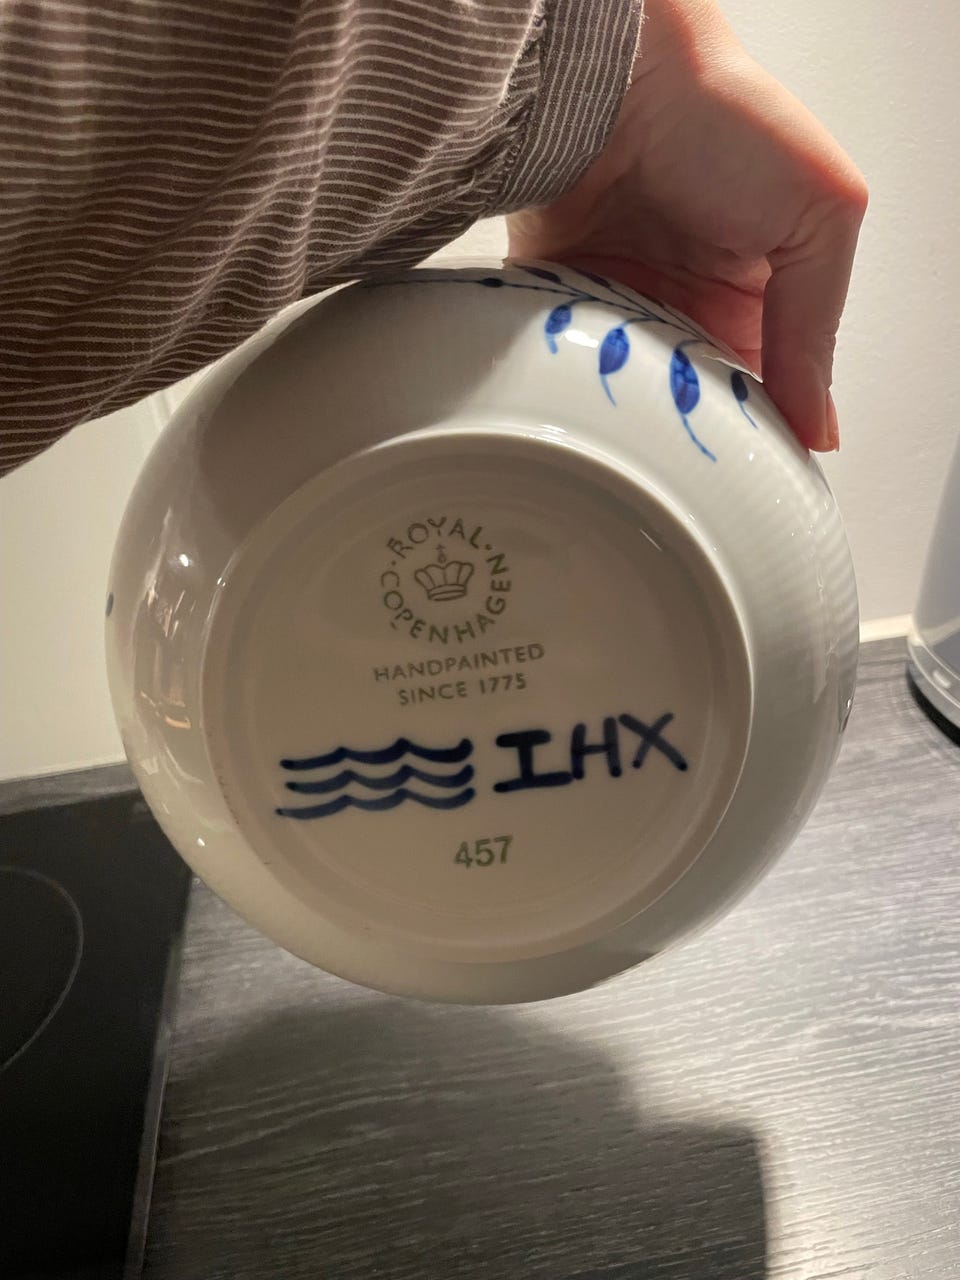 ROYAL · COPENHAGEN ·
HANDPAINTED
SINCE 1775
IHX
457